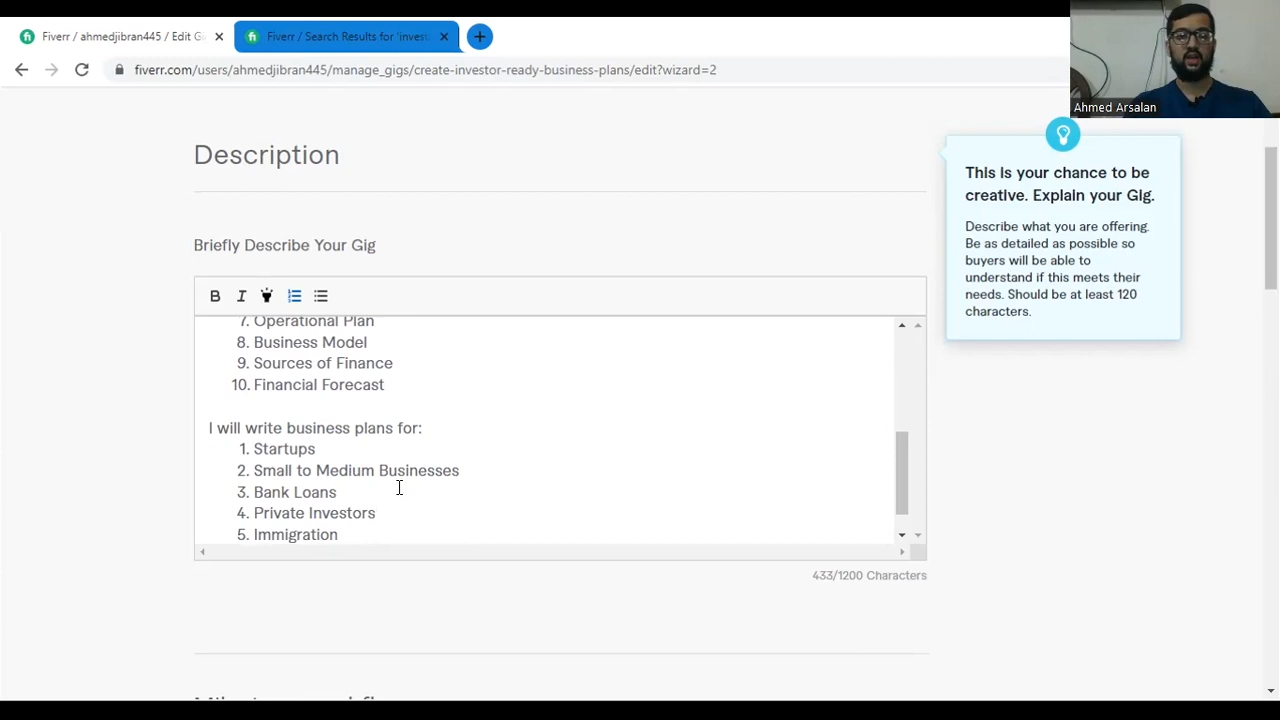 Fiverr / ahmedjibran445 / Edit Gi
Fiverr / Search Results for 'invest
fiverr.com/users/ahmedjibran445/manage_gigs/create-investor-ready-business-plans/edit?wizard=2
Ahmed Arsalan
Description
This is your chance to be
creative. Explain your Gig.
Describe what you are offering.
Be as detailed as possible so
buyers will be able to
understand if this meets their
needs. Should be at least 120
characters.
Briefly Describe Your Gig
B I
7. Operational Plan
8. Business Model
9. Sources of Finance
10. Financial Forecast
I will write business plans for:
1. Startups
2. Small to Medium Businesses
3. Bank Loans
4. Private Investors
5. Immigration
433/1200 Characters